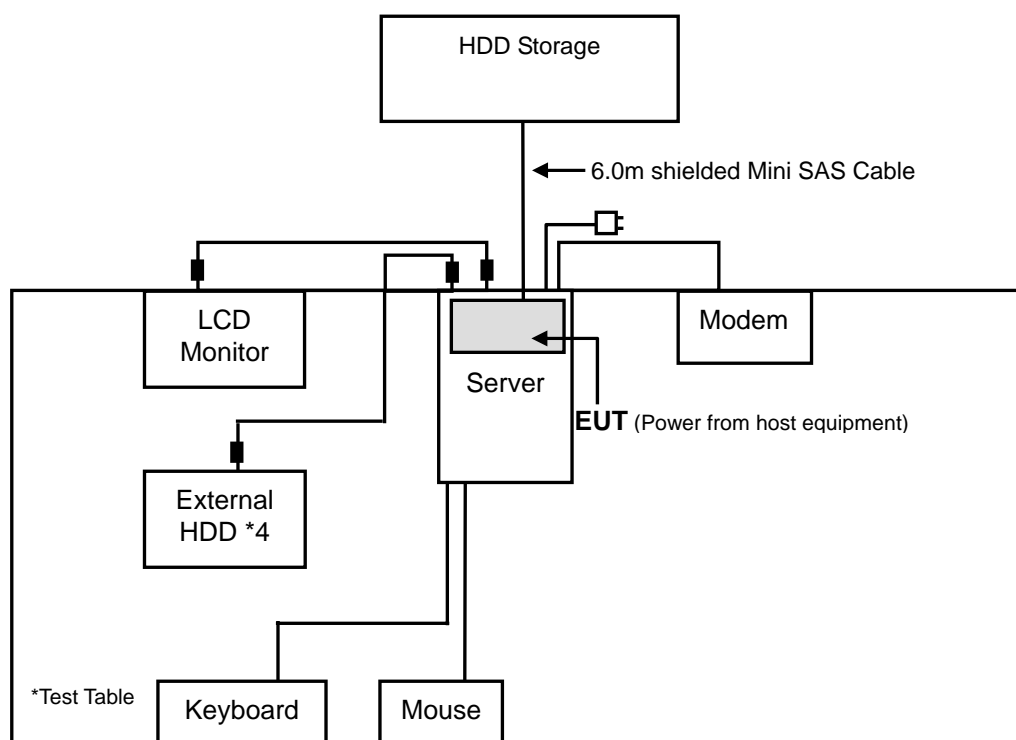 HDD Storage
6.0m shielded Mini SAS Cable
LCD
Monitor
Modem
Server
EUT (Power from host equipment)
External
HDD *4
*Test Table
Keyboard
Mouse